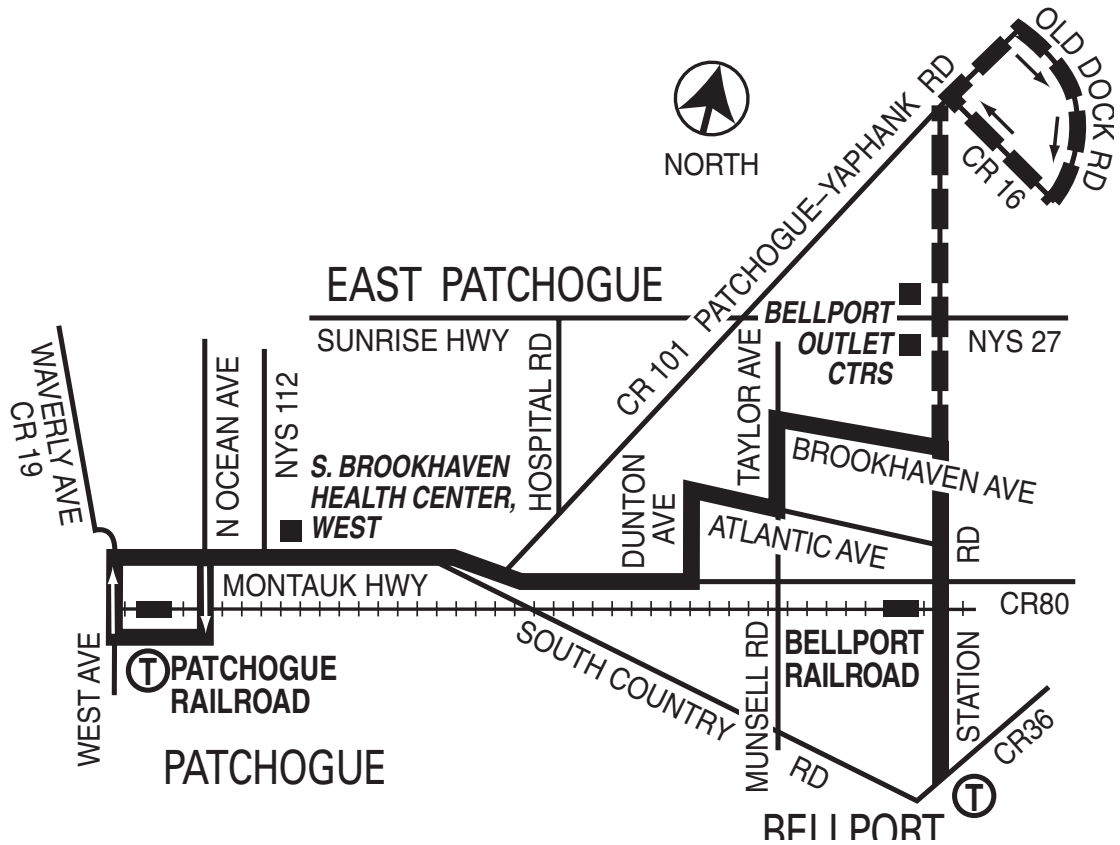 OLD DOCK RD
NORTH
CR 16
CR 101 PATCHOGUE–YAPHANK RD
EAST PATCHOGUE
SUNRISE HWY
BELLPORT
OUTLET
CTRS
NYS 27
WAVERLY AVE
CR 19
N OCEAN AVE
NYS 112
HOSPITAL RD
TAYLOR AVE
S. BROOKHAVEN
HEALTH CENTER,
WEST
DUNTON
AVE
BROOKHAVEN AVE
ATLANTIC AVE
MONTAUK HWY
CR80
WEST AVE
T
PATCHOGUE
RAILROAD
SOUTH COUNTRY RD
MUNSELL RD
BELLPORT
RAILROAD
STATION RD
CR36
PATCHOGUE
T
BELLPORT